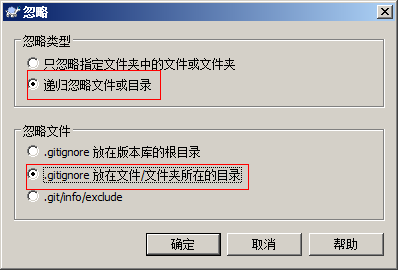 忽略
忽略类型
只忽略指定文件夹中的文件或文件夹
递归忽略文件或目录
忽略文件
.gitignore 放在版本库的根目录
.gitignore 放在文件/文件夹所在的目录
.git/info/exclude
确定 取消 帮助